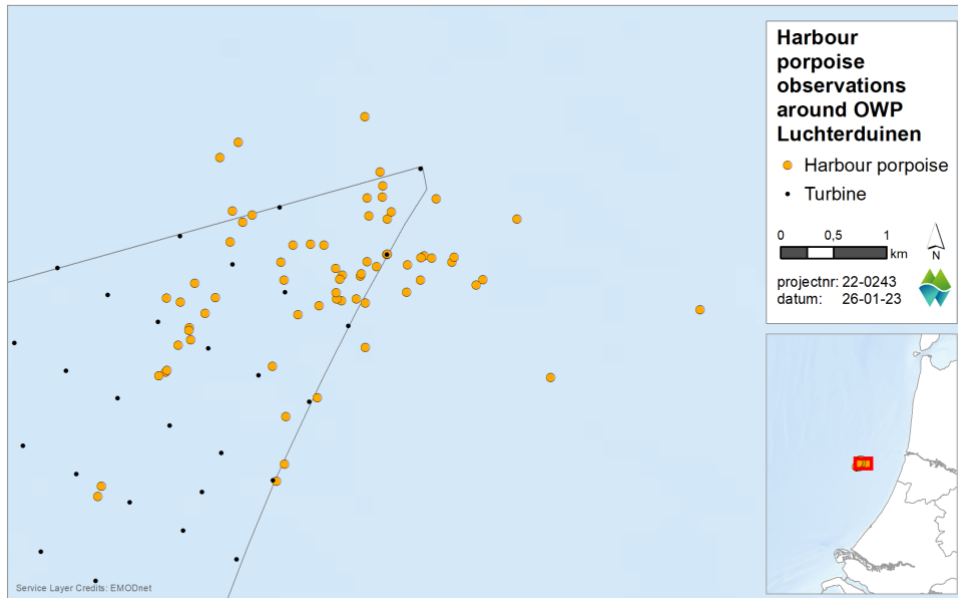 Harbour
porpoise
observations
around OWP
Luchterduinen
Harbour porpoise
Turbine
0 0,5 1
km
N
projectnr: 22-0243
datum: 26-01-23
Service Layer Credits: EMODnet